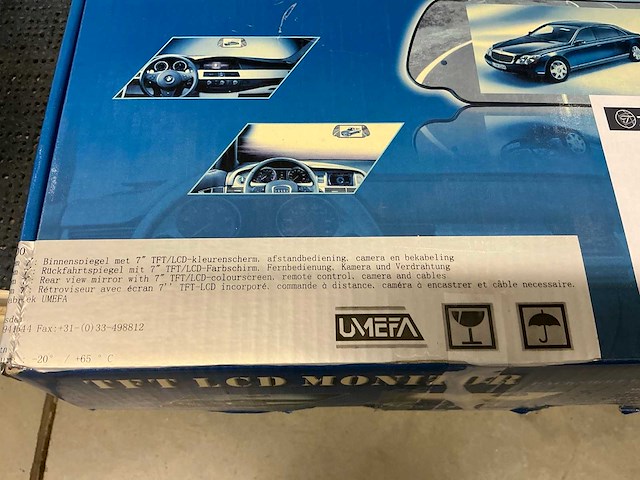 Binnenspiegel met 7" TFT/LCD-kleurenscherm. afstandbediening. camera en bekabeling
Rückfahrtspiegel mit 7" TFT/LCD-Farbschirm. Fernbedienung. Kamera und Verdrahtung
Rear view mirror with 7" TFT/LCD-colourscreen. remote control. camera and cables
: Rétroviseur avec écran 7'' TFT-LCD incorporé. commande à distance. caméra à encastrer et câble necessaire.
UMEFA
Fax:+31-(0)33-498812
-20° / +65 ° C
UMEFA
TFT LCD MONITOR